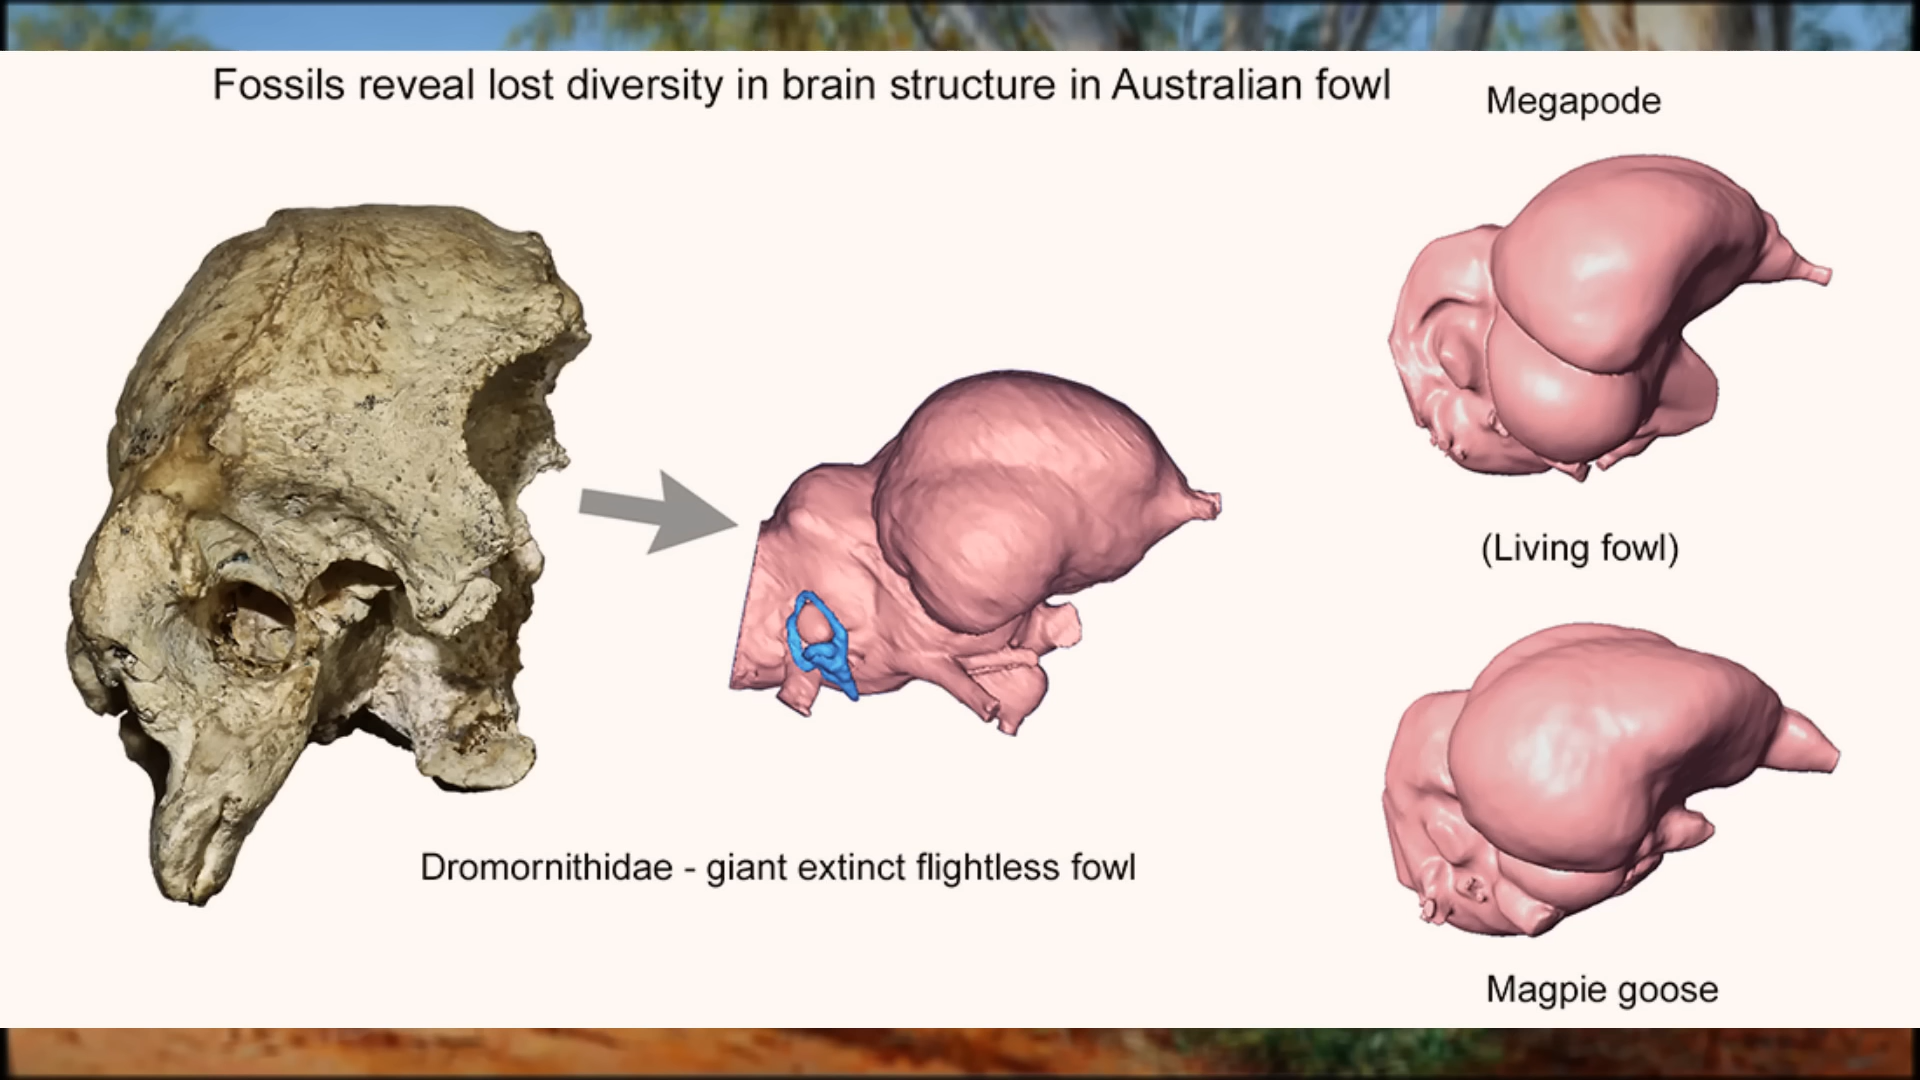 Fossils reveal lost diversity in brain structure in Australian fowl
Megapode
(Living fowl)
Dromornithidae - giant extinct flightless fowl
Magpie goose